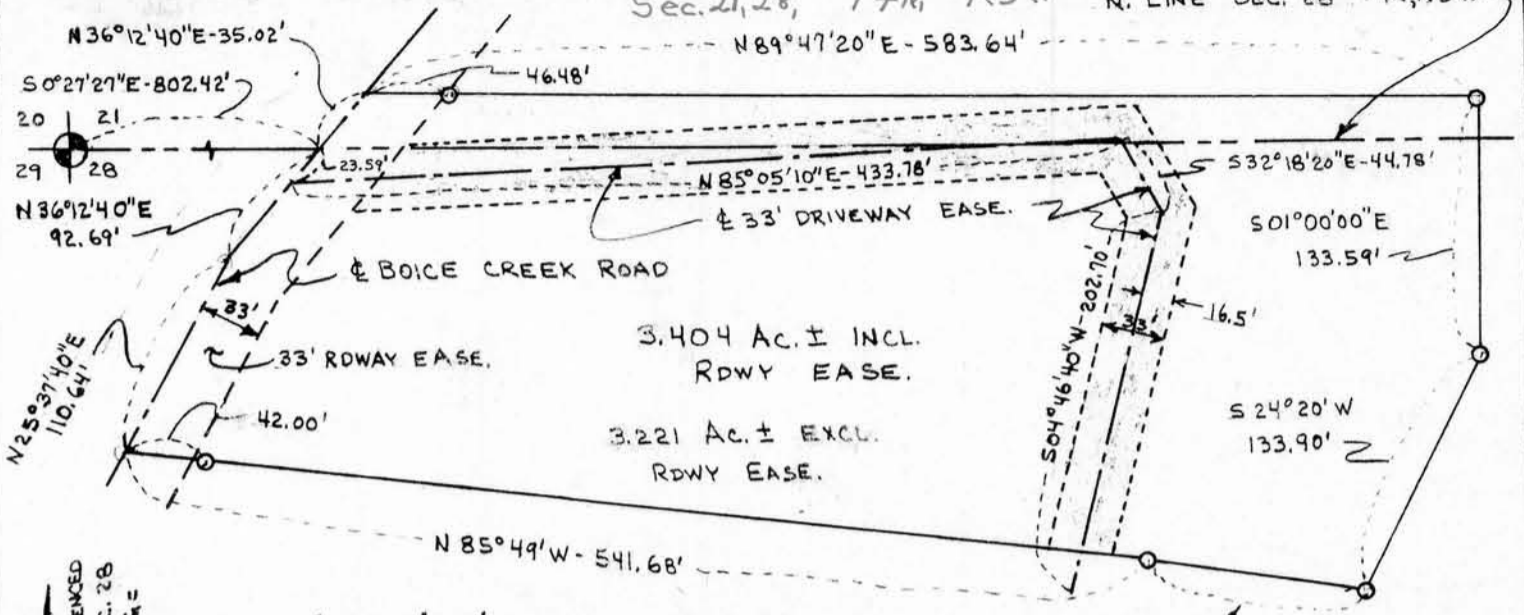 Sec. 21, 28,
N. LINE SEC. 28
N36°12'40"E-35.02'
N89°47'20"E-583.64'
S0°27'27"E-802.42'
46.48'
20 21
29 28
23.59'
N85°05'10"E-433.78'
S32°18'20"E-44.78'
N36°12'40"E
92.69'
℄ 33' DRIVEWAY EASE.
S01°00'00"E
133.59'
℄ BOICE CREEK ROAD
33'
33' RDWAY EASE.
3.404 Ac.± INCL.
RDWY EASE.
S04°46'40"W-202.70'
33'
16.5'
N25°37'40"E
110.64'
42.00'
3.221 Ac.± EXCL.
RDWY EASE.
S24°20'W
133.90'
N85°49'W-541.68'